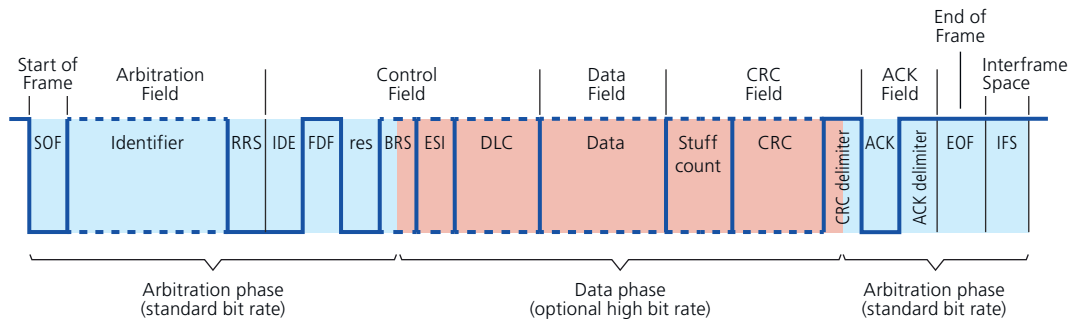 End of
Frame
Start of
Frame
Arbitration
Field
Control
Field
Data
Field
CRC
Field
ACK
Field
Interframe
Space
SOF
Identifier
RRS
IDE
FDF
res
BRS
ESI
DLC
Data
Stuff
count
CRC
CRC delimiter
ACK
ACK delimiter
EOF
IFS
Arbitration phase
(standard bit rate)
Data phase
(optional high bit rate)
Arbitration phase
(standard bit rate)